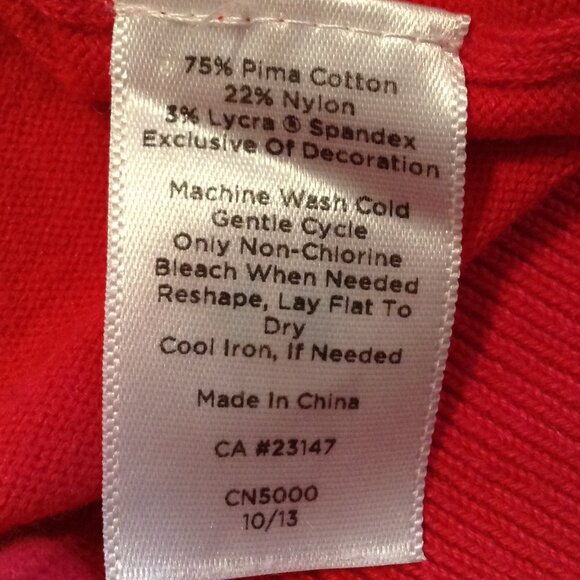 75% Pima Cotton
22% Nylon
3% Lycra ® Spandex
Exclusive Of Decoration
Machine Wash Cold
Gentle Cycle
Only Non-Chlorine
Bleach When Needed
Reshape, Lay Flat To
Dry
Cool Iron, If Needed
Made In China
CA #23147
CN5000
10/13